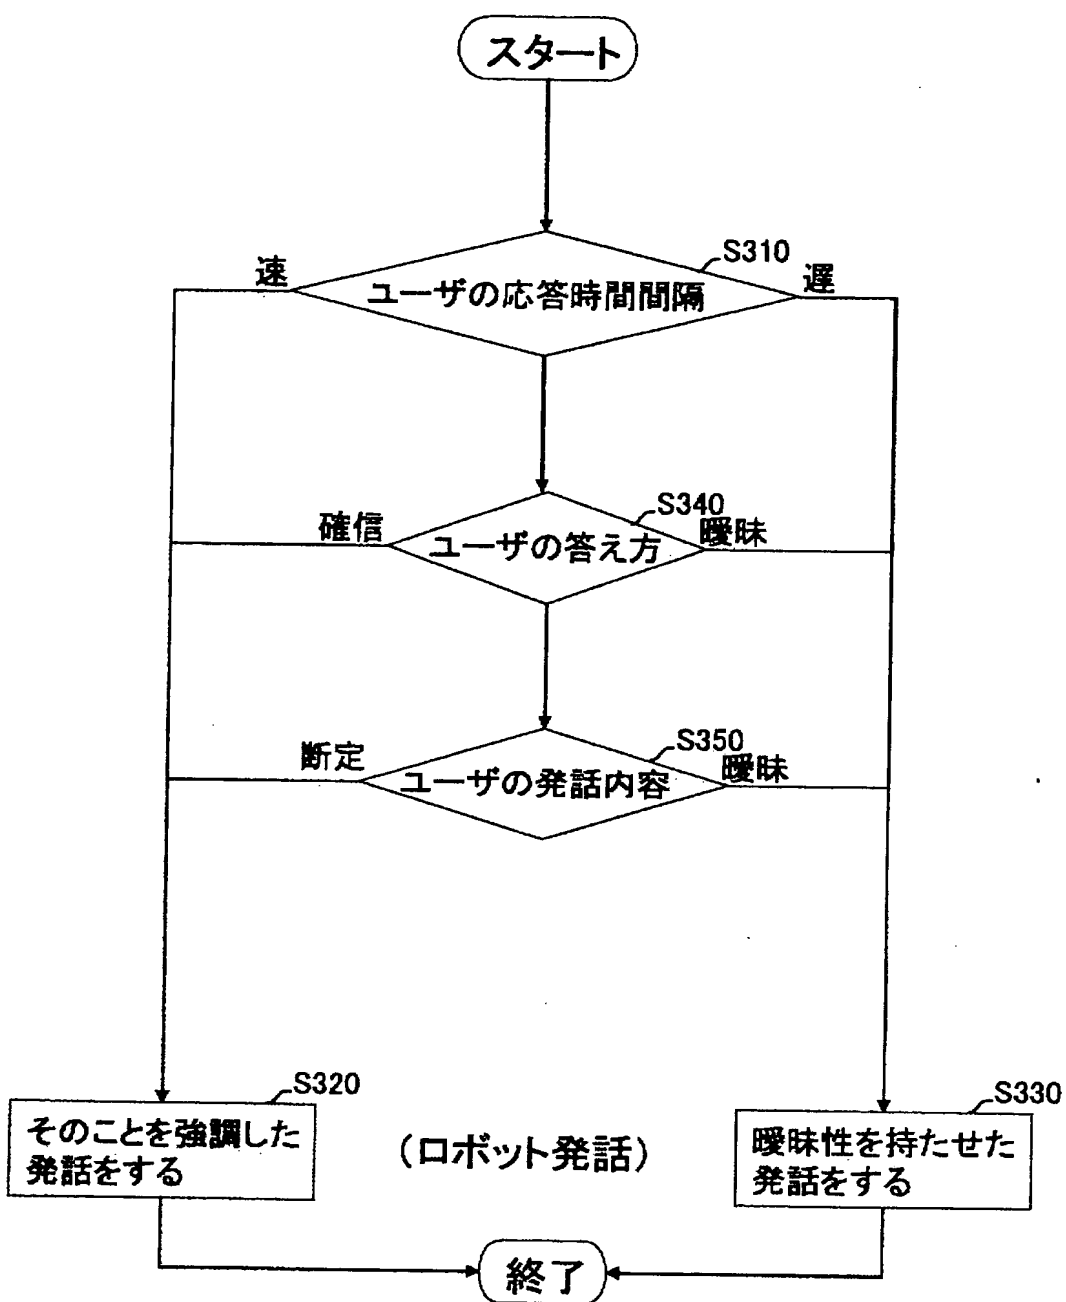 スタート
S310
速
遅
ユーザの応答時間間隔
S340
確信
曖昧
ユーザの答え方
S350
断定
曖昧
ユーザの発話内容
S320
S330
そのことを強調した
発話をする
(ロボット発話)
曖昧性を持たせた
発話をする
終了